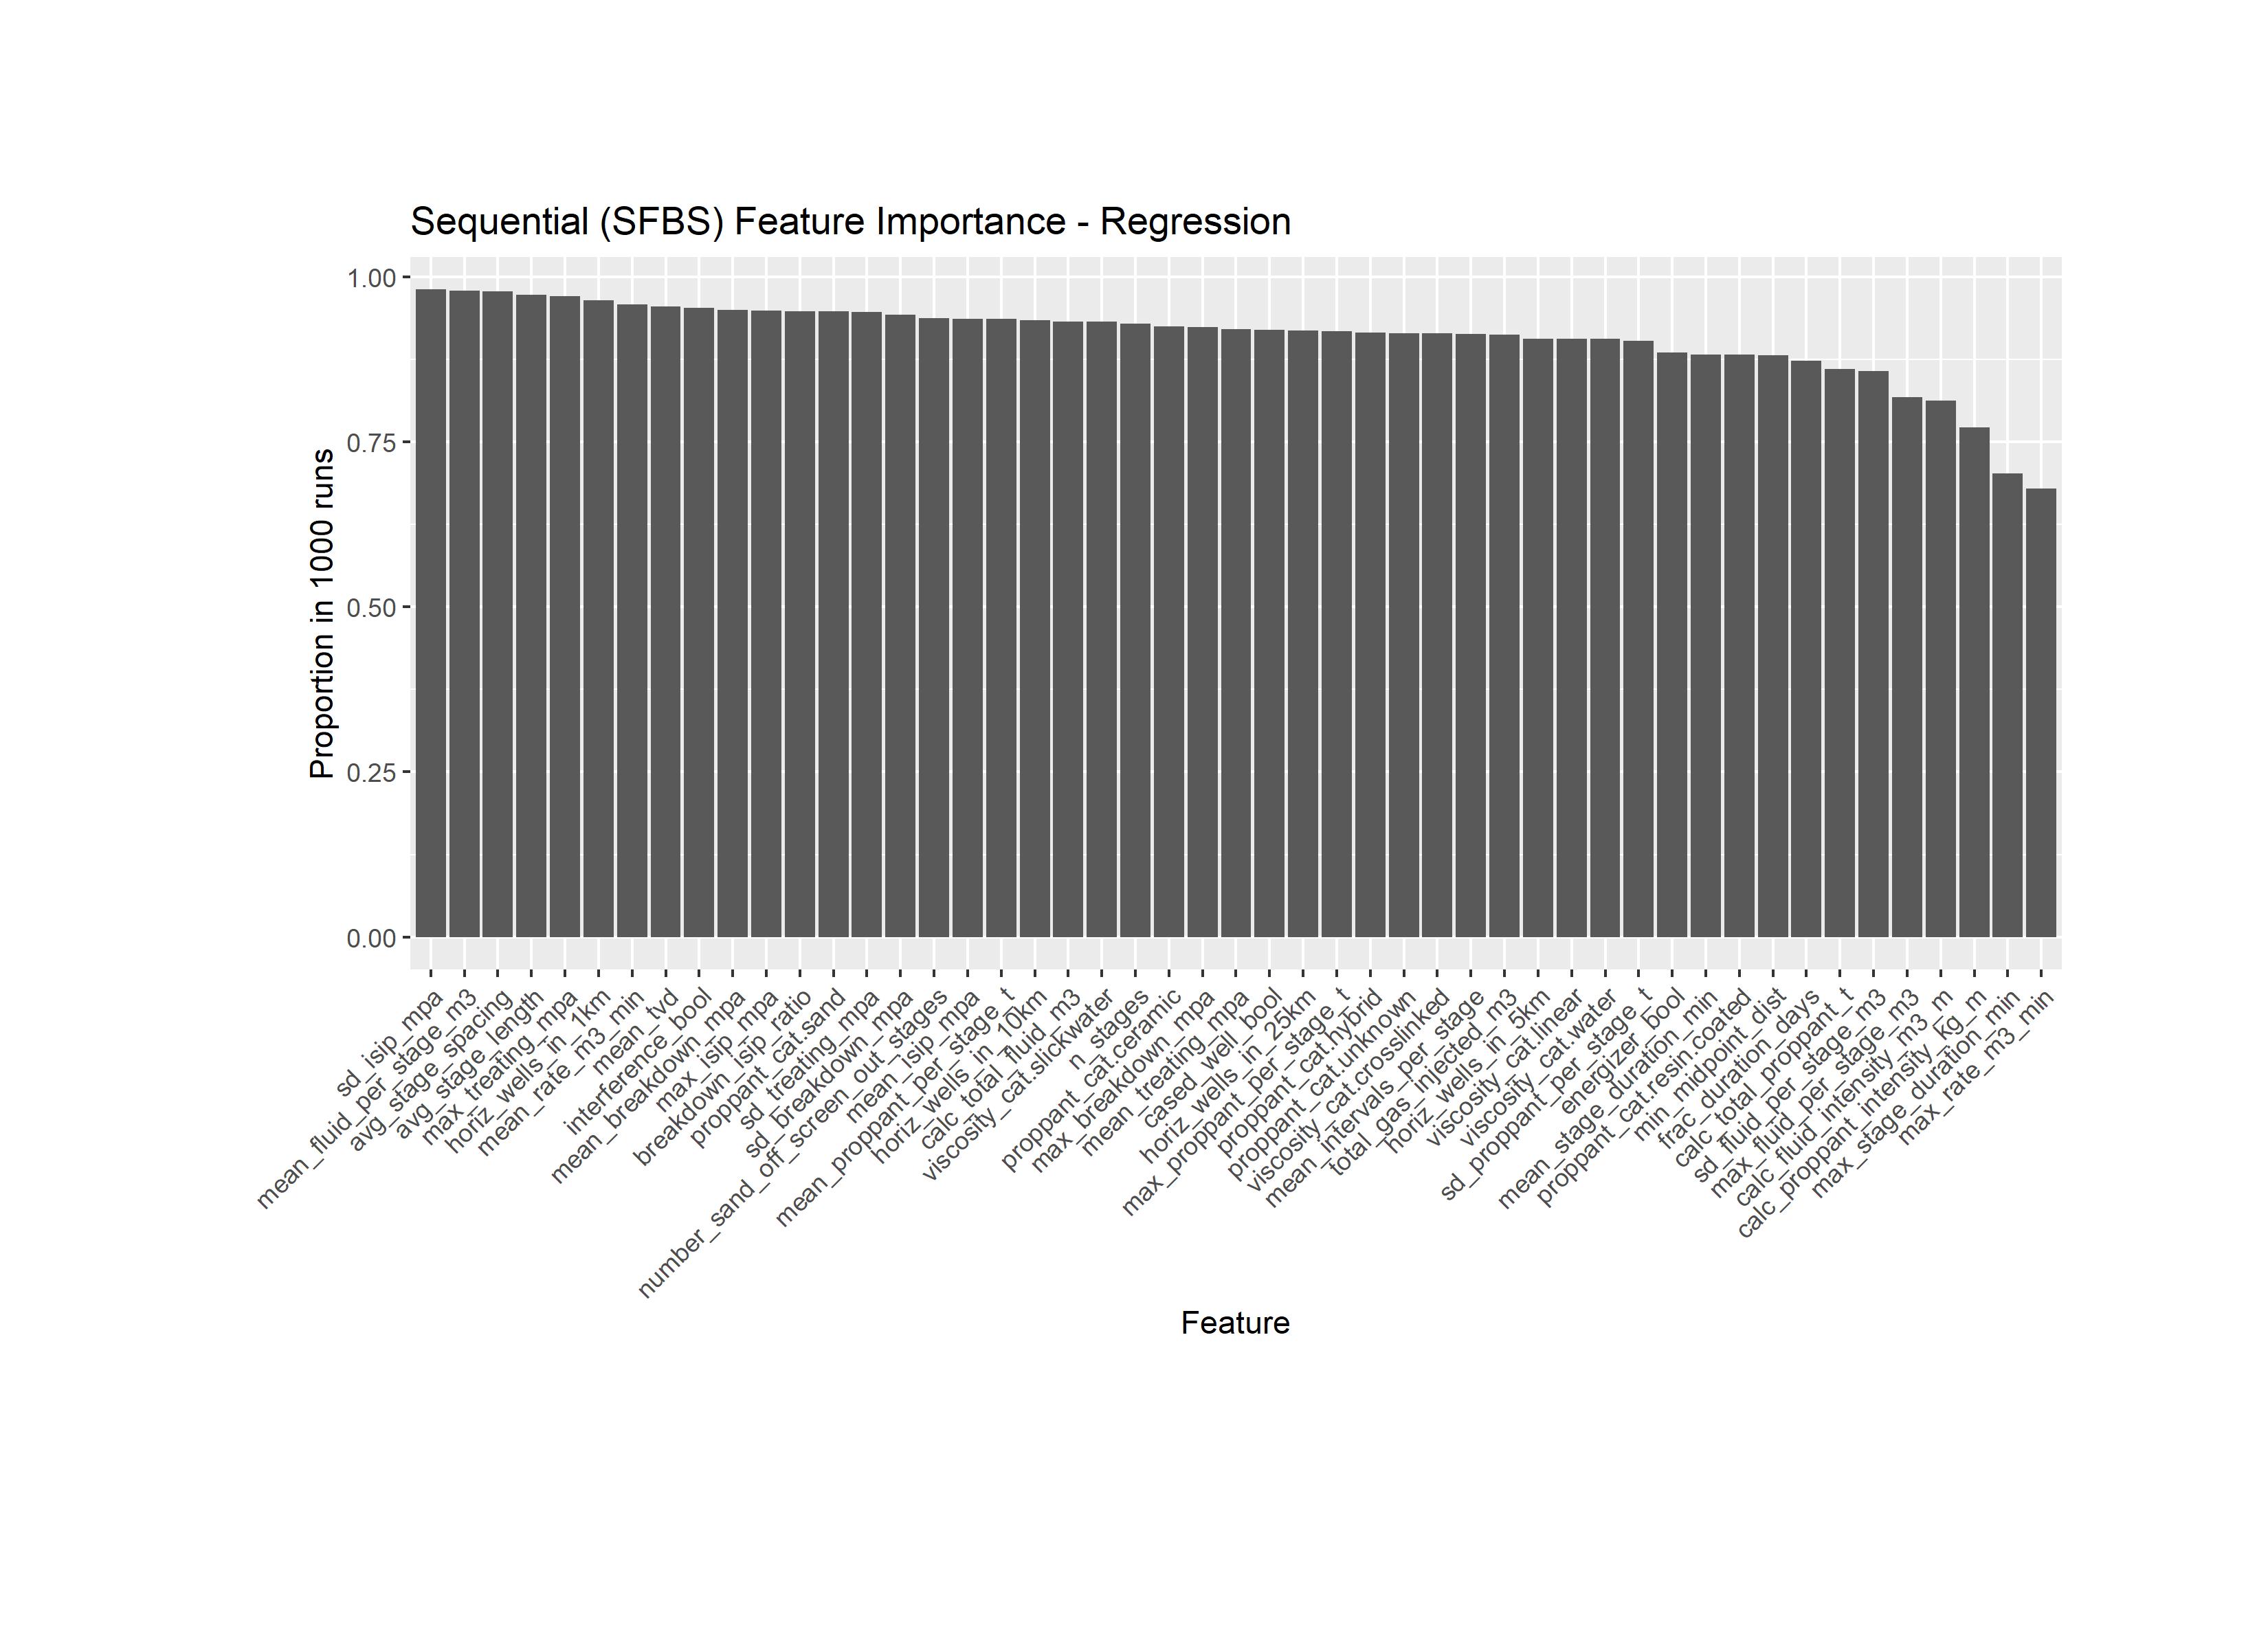 Sequential (SFBS) Feature Importance - Regression
1.00
0.75
0.50
0.25
0.00
Proportion in 1000 runs
sd_isip_mpa
mean_fluid_per_stage_m3
avg_stage_spacing
avg_stage_length
max_treating_mpa
horiz_wells_in_1km
mean_rate_m3_min
mean_tvd
interference_bool
mean_breakdown_mpa
max_isip_mpa
breakdown_isip_ratio
proppant_cat.sand
sd_treating_mpa
sd_breakdown_mpa
number_sand_off_screen_out_stages
mean_isip_mpa
mean_proppant_per_stage_t
horiz_wells_in_10km
calc_total_fluid_m3
viscosity_cat.slickwater
n_stages
proppant_cat.ceramic
max_breakdown_mpa
mean_treating_mpa
cased_well_bool
horiz_wells_in_25km
max_proppant_per_stage_t
proppant_cat.hybrid
proppant_cat.unknown
viscosity_cat.crosslinked
mean_intervals_per_stage
total_gas_injected_m3
horiz_wells_in_5km
viscosity_cat.linear
viscosity_cat.water
sd_proppant_per_stage_t
energizer_bool
mean_stage_duration_min
proppant_cat.resin.coated
min_midpoint_dist
frac_duration_days
calc_total_proppant_t
sd_fluid_per_stage_m3
max_fluid_per_stage_m3
calc_fluid_intensity_m3_m
calc_proppant_intensity_kg_m
max_stage_duration_min
max_rate_m3_min
Feature